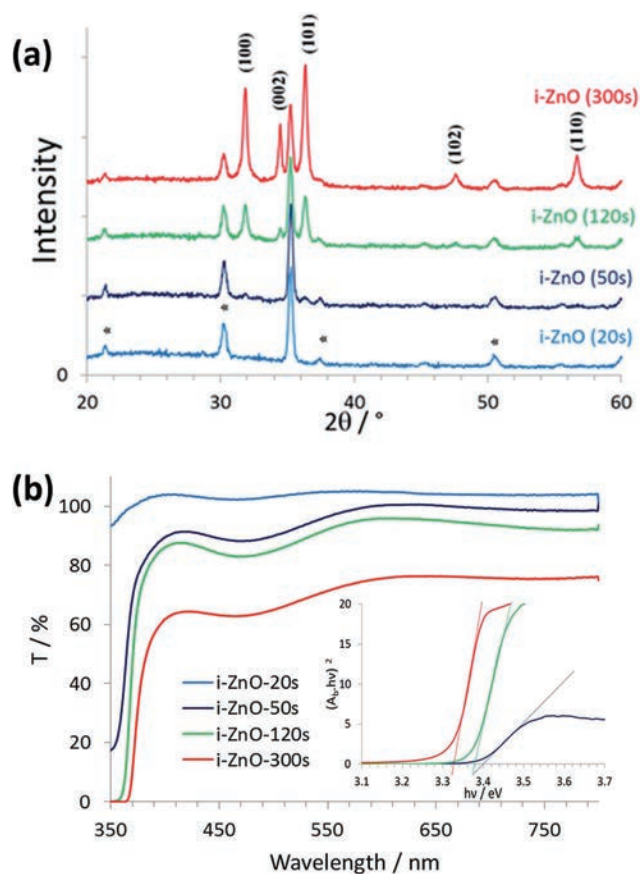 (a)
(100)
(002)
(101)
(102)
(110)
i-ZnO (300s)
i-ZnO (120s)
i-ZnO (50s)
i-ZnO (20s)
Intensity
*
*
*
*
0
20 30 40 50 60
2θ / °
(b)
100
80
60
40
20
0
T / %
i-ZnO-20s
i-ZnO-50s
i-ZnO-120s
i-ZnO-300s
20
15
10
5
0
(Ab.hν) 2
3.1 3.2 3.3 3.4 3.5 3.6 3.7
hν / eV
350 450 550 650 750
Wavelength / nm